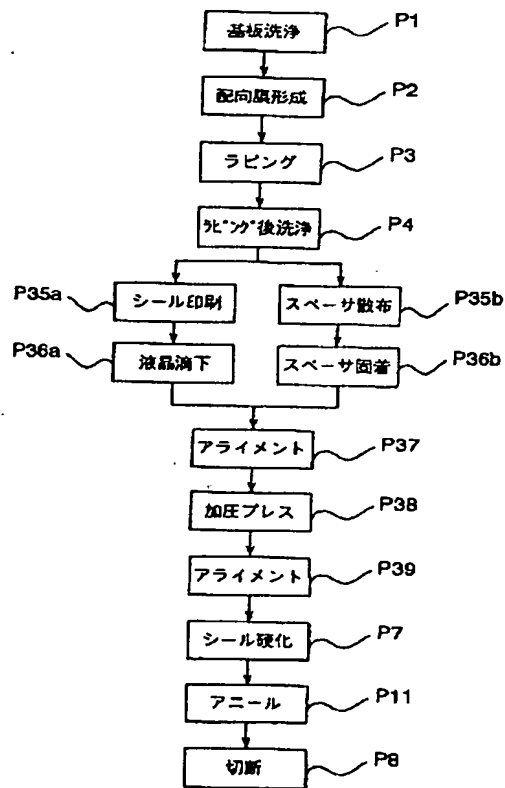 基板洗浄 P1
配向膜形成 P2
ラビング P3
ラビング後洗浄 P4
P35a シール印刷 スペーサ散布 P35b
P36a 液晶滴下 スペーサ固着 P36b
アライメント P37
加圧プレス P38
アライメント P39
シール硬化 P7
アニール P11
切断 P8